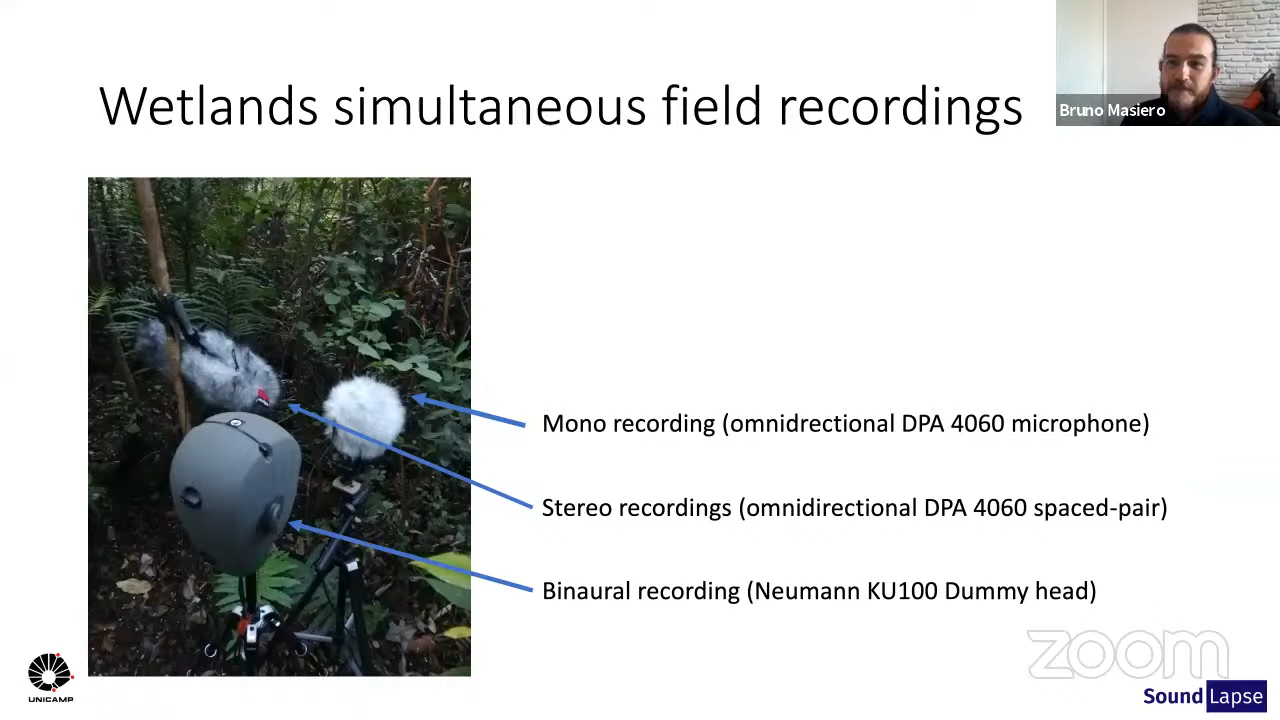 Wetlands simultaneous field recordings
Bruno Masiero
Mono recording (omnidrectional DPA 4060 microphone)
Stereo recordings (omnidirectional DPA 4060 spaced-pair)
Binaural recording (Neumann KU100 Dummy head)
zoom
UNICAMP
Sound Lapse